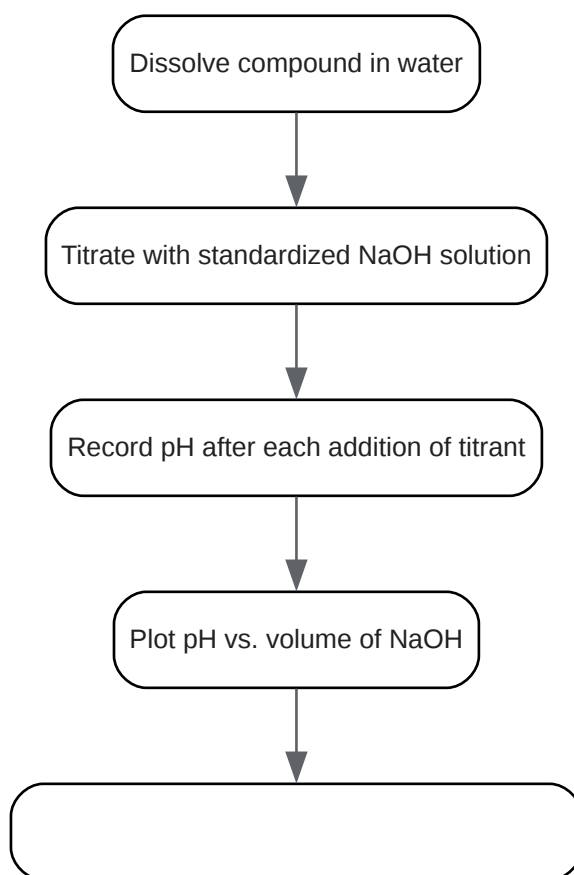 Dissolve compound in water
Titrate with standardized NaOH solution
Record pH after each addition of titrant
Plot pH vs. volume of NaOH